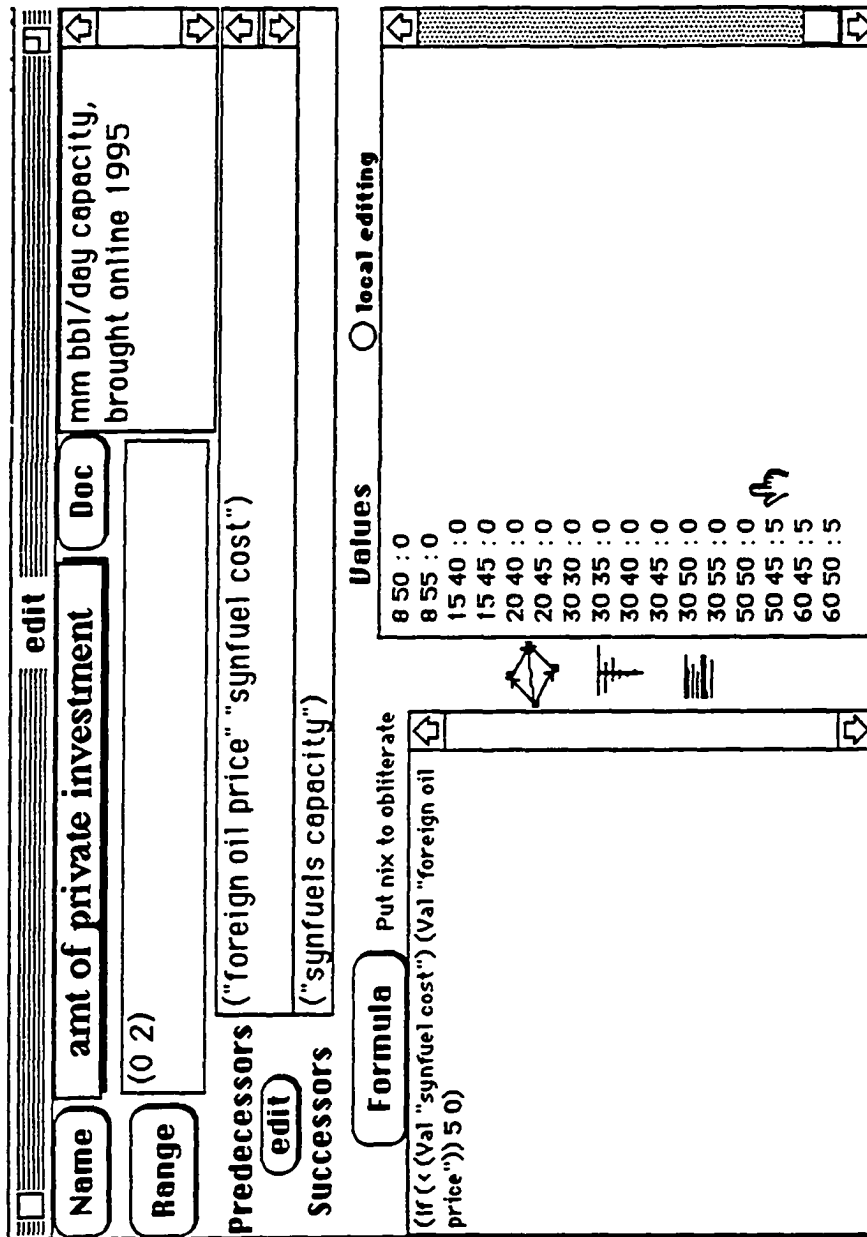 edit
Name
amt of private investment
Doc
mm bbl/day capacity,
brought online 1995
Range
(0 2)
Predecessors
("foreign oil price" "synfuel cost")
edit
Successors
("synfuels capacity")
Formula
Put nix to obliterate
(If (< (Val "synfuel cost") (Val "foreign oil
price")) 5 0)
Values
local editing
8 50 : 0
8 55 : 0
15 40 : 0
15 45 : 0
20 40 : 0
20 45 : 0
30 30 : 0
30 35 : 0
30 40 : 0
30 45 : 0
30 50 : 0
30 55 : 0
50 50 : 0
50 45 : 5
60 45 : 5
60 50 : 5